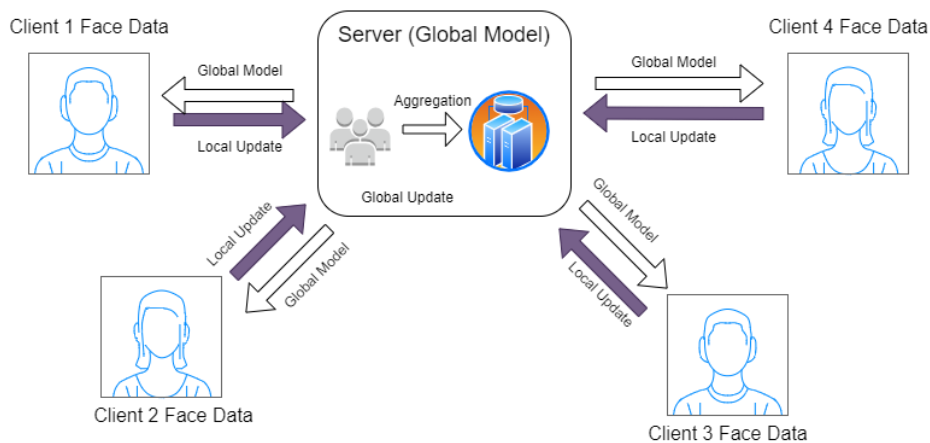 Client 1 Face Data
Server (Global Model)
Client 4 Face Data
Global Model
Local Update
Aggregation
Global Update
Global Model
Local Update
Local Update
Global Model
Global Model
Local Update
Client 2 Face Data
Client 3 Face Data